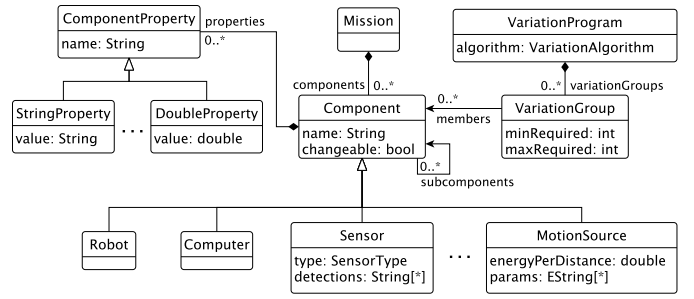 ComponentProperty
name: String
properties
0..*
Mission
components
0..*
VariationProgram
algorithm: VariationAlgorithm
0..*
variationGroups
StringProperty
value: String
...
DoubleProperty
value: double
Component
name: String
changeable: bool
0..*
members
VariationGroup
minRequired: int
maxRequired: int
0..*
subcomponents
Robot
Computer
Sensor
type: SensorType
detections: String[*]
...
MotionSource
energyPerDistance: double
params: EString[*]